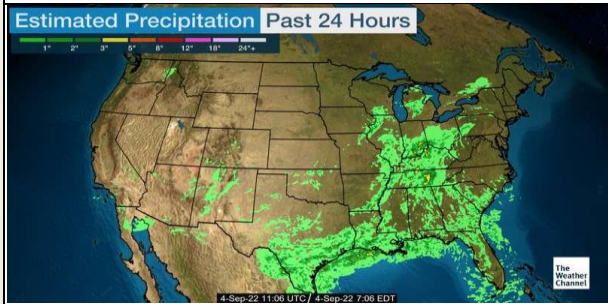 Estimated Precipitation Past 24 Hours
1" 2" 3" 5" 8" 12" 18" 24"+
The
Weather
Channel
4-Sep-22 11:06 UTC / 4-Sep-22 7:06 EDT